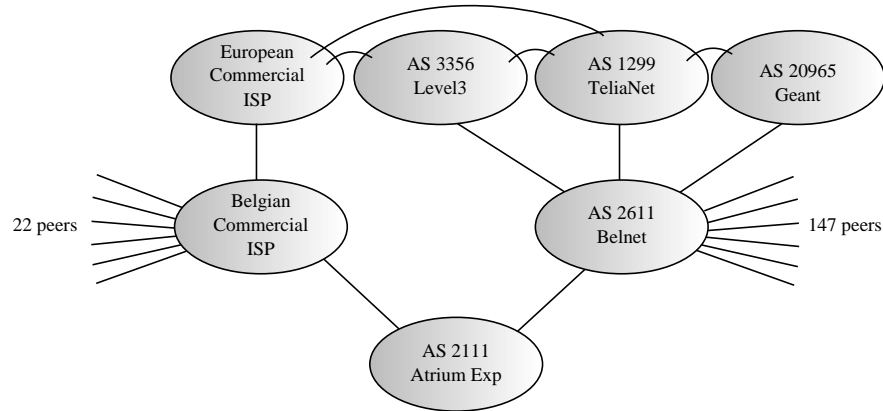 European
Commercial
ISP
AS 3356
Level3
AS 1299
TeliaNet
AS 20965
Geant
22 peers
Belgian
Commercial
ISP
AS 2611
Belnet
147 peers
AS 2111
Atrium Exp